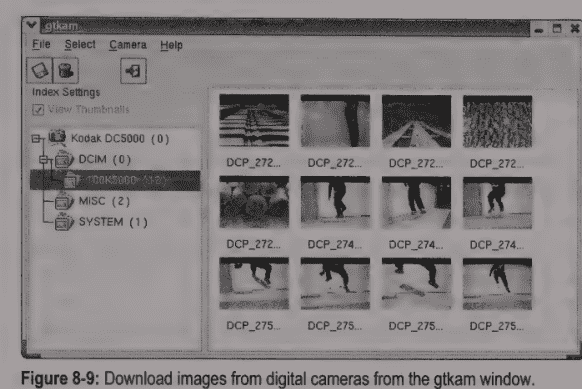 gtkam
File Select Camera Help
Index Settings
View Thumbnails
Kodak DC5000 (0)
DCIM (0)
MISC (2)
SYSTEM (1)
DCP_272... DCP_272... DCP_272... DCP_272...
DCP_272... DCP_274... DCP_274... DCP_274...
DCP_275... DCP_275... DCP_275... DCP_275...
Figure 8-9: Download images from digital cameras from the gtkam window.